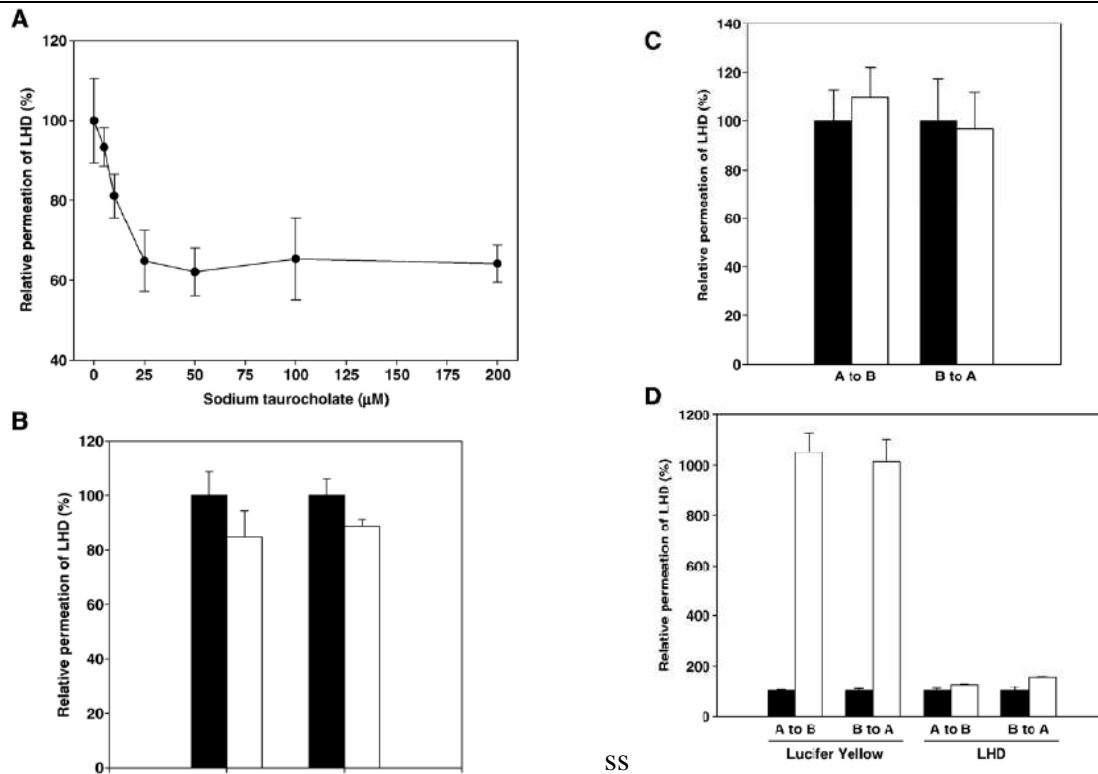 A
120
100
80
60
40
Relative permeation of LHD (%)
0 25 50 75 100 125 150 175 200
Sodium taurocholate (μM)
B
120
100
80
60
40
20
0
Relative permeation of LHD (%)
C
140
120
100
80
60
40
20
0
Relative permeation of LHD (%)
A to B B to A
D
1200
1000
800
600
400
200
0
Relative permeation of LHD (%)
A to B B to A A to B B to A
Lucifer Yellow LHD
ss